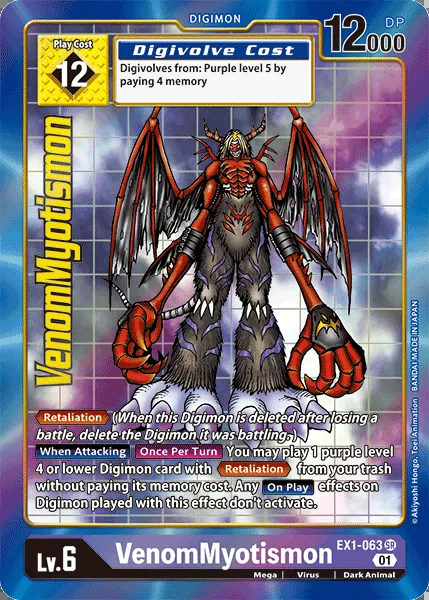 DIGIMON
Play Cost
12
Digivolve Cost
Digivolves from: Purple level 5 by
paying 4 memory
DP
12000
VenomMyotismon
Retaliation (When this Digimon is deleted after losing a
battle, delete the Digimon it was battling.)
When Attacking Once Per Turn You may play 1 purple level
4 or lower Digimon card with Retaliation from your trash
without paying its memory cost. Any On Play effects on
Digimon played with this effect don't activate.
©Akiyoshi Hongo, Toei Animation BANDAI MADE IN JAPAN
Lv.6
VenomMyotismon
EX1-063 SR
01
Mega | Virus | Dark Animal